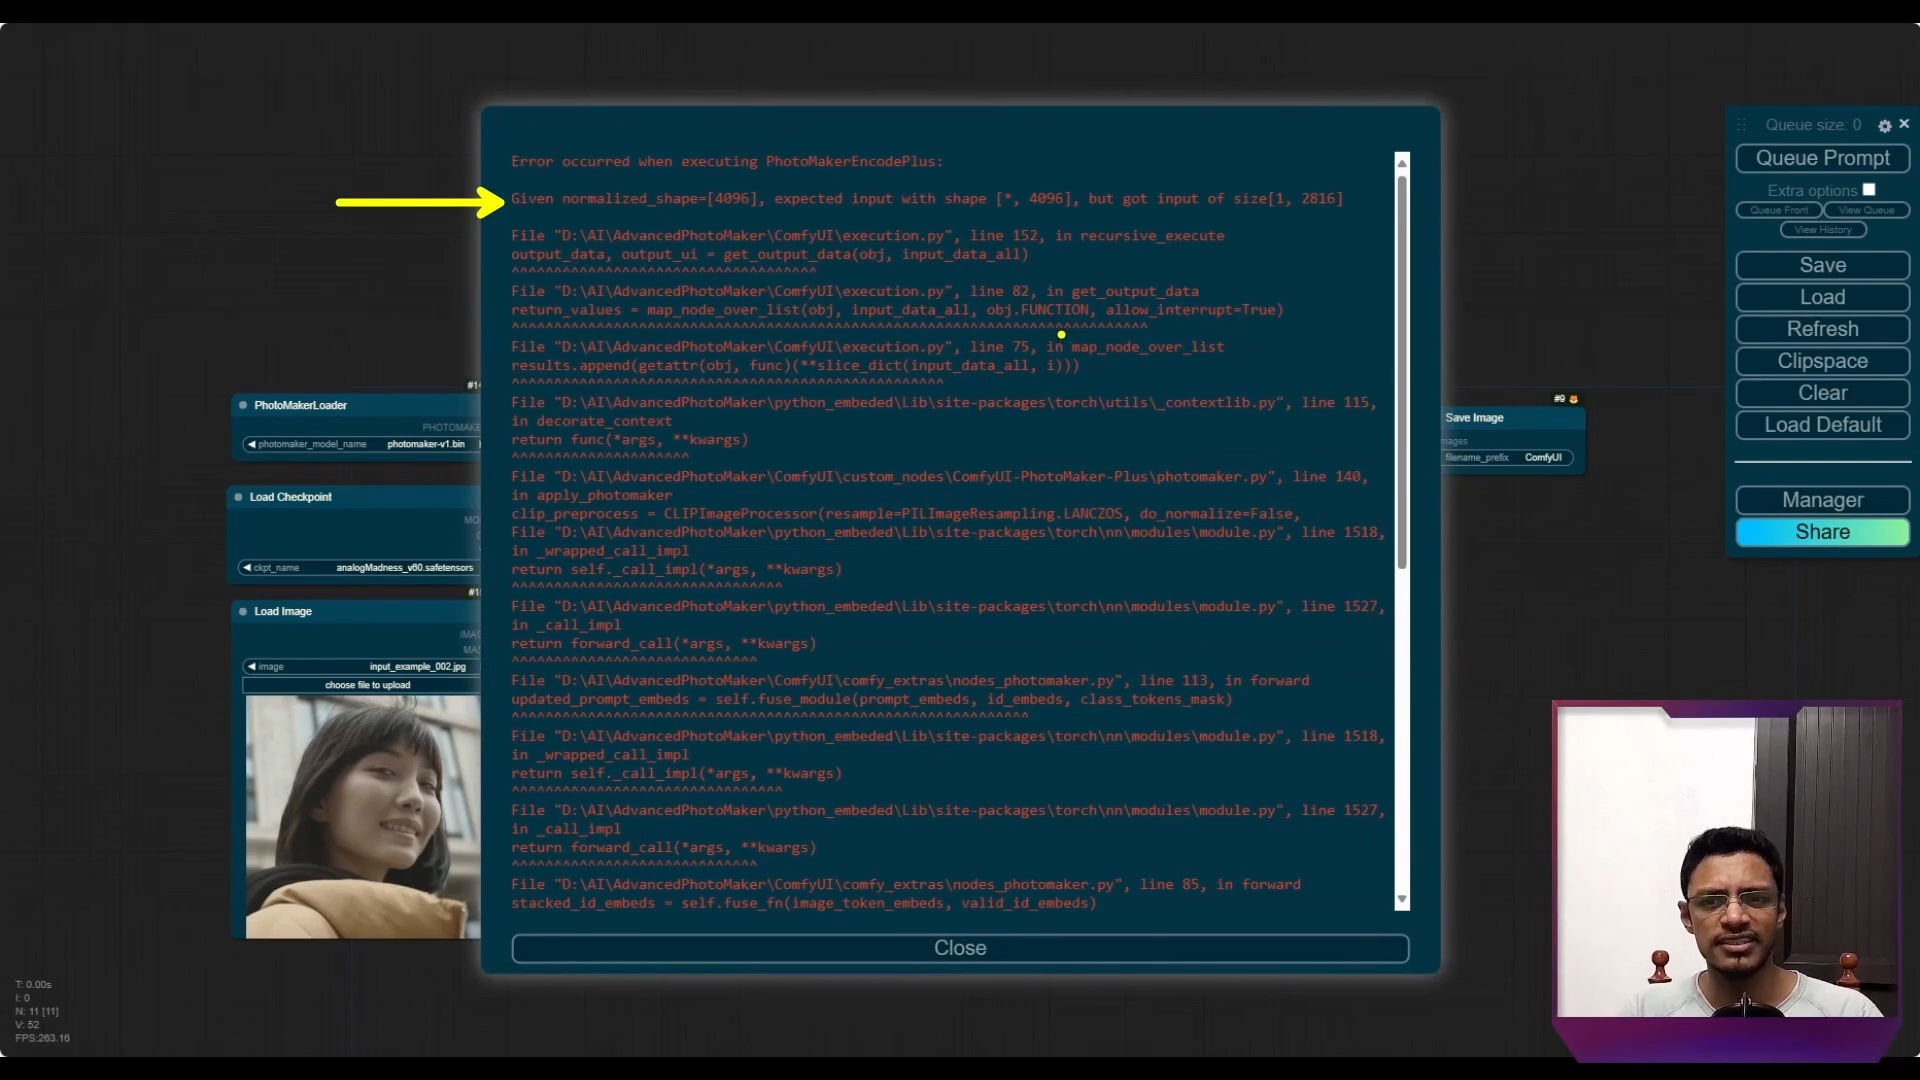 Error occurred when executing PhotoMakerEncodePlus:
Given normalized_shape=[4096], expected input with shape [*, 4096], but got input of size[1, 2816]
File "D:\AI\AdvancedPhotoMaker\ComfyUI\execution.py", line 152, in recursive_execute
output_data, output_ui = get_output_data(obj, input_data_all)
^^^^^^^^^^^^^^^^^^^^^^^^^^^^^^^^^^^^
File "D:\AI\AdvancedPhotoMaker\ComfyUI\execution.py", line 82, in get_output_data
return_values = map_node_over_list(obj, input_data_all, obj.FUNCTION, allow_interrupt=True)
^^^^^^^^^^^^^^^^^^^^^^^^^^^^^^^^^^^^^^^^^^^^^^^^^^^^^^^^^^^^^^^^^^^^^^^^^^^
File "D:\AI\AdvancedPhotoMaker\ComfyUI\execution.py", line 75, in map_node_over_list
results.append(getattr(obj, func)(**slice_dict(input_data_all, i)))
^^^^^^^^^^^^^^^^^^^^^^^^^^^^^^^^^^^^^^^^^^^^^^^^^^^
File "D:\AI\AdvancedPhotoMaker\python_embeded\Lib\site-packages\torch\utils\_contextlib.py", line 115,
in decorate_context
return func(*args, **kwargs)
^^^^^^^^^^^^^^^^^^^^^
File "D:\AI\AdvancedPhotoMaker\ComfyUI\custom_nodes\ComfyUI-PhotoMaker-Plus\photomaker.py", line 140,
in apply_photomaker
clip_preprocess = CLIPImageProcessor(resample=PILImageResampling.LANCZOS, do_normalize=False,
File "D:\AI\AdvancedPhotoMaker\python_embeded\Lib\site-packages\torch\nn\modules\module.py", line 1518,
in _wrapped_call_impl
return self._call_impl(*args, **kwargs)
^^^^^^^^^^^^^^^^^^^^^^^^^^^^^^^^
File "D:\AI\AdvancedPhotoMaker\python_embeded\Lib\site-packages\torch\nn\modules\module.py", line 1527,
in _call_impl
return forward_call(*args, **kwargs)
^^^^^^^^^^^^^^^^^^^^^^^^^^^^^
File "D:\AI\AdvancedPhotoMaker\ComfyUI\comfy_extras\nodes_photomaker.py", line 113, in forward
updated_prompt_embeds = self.fuse_module(prompt_embeds, id_embeds, class_tokens_mask)
^^^^^^^^^^^^^^^^^^^^^^^^^^^^^^^^^^^^^^^^^^^^^^^^^^^^^^^^^^^^^
File "D:\AI\AdvancedPhotoMaker\python_embeded\Lib\site-packages\torch\nn\modules\module.py", line 1518,
in _wrapped_call_impl
return self._call_impl(*args, **kwargs)
^^^^^^^^^^^^^^^^^^^^^^^^^^^^^^^^
File "D:\AI\AdvancedPhotoMaker\python_embeded\Lib\site-packages\torch\nn\modules\module.py", line 1527,
in _call_impl
return forward_call(*args, **kwargs)
^^^^^^^^^^^^^^^^^^^^^^^^^^^^^
File "D:\AI\AdvancedPhotoMaker\ComfyUI\comfy_extras\nodes_photomaker.py", line 85, in forward
stacked_id_embeds = self.fuse_fn(image_token_embeds, valid_id_embeds)
Close
#14
PhotoMakerLoader
PHOTOMAKE
photomaker_model_name photomaker-v1.bin
Load Checkpoint
MO
ckpt_name analogMadness_v60.safetensors
Load Image
IMAG
MAS
image input_example_002.jpg
choose file to upload
#9
Save Image
images
filename_prefix ComfyUI
Queue size: 0
Queue Prompt
Extra options
Queue Front View Queue
View History
Save
Load
Refresh
Clipspace
Clear
Load Default
Manager
Share
T: 0.00s
I: 0
N: 11 [11]
V: 52
FPS:263.16